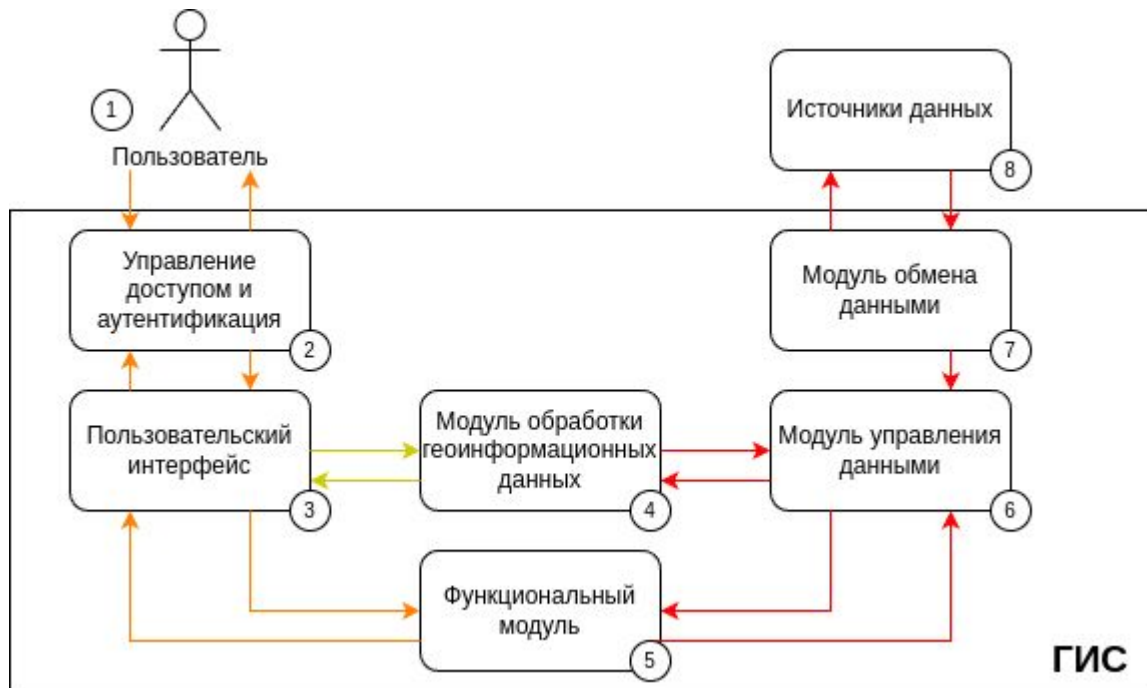 1
Пользователь
Источники данных
8
Управление
доступом и
аутентификация
2
Модуль обмена
данными
7
Пользовательский
интерфейс
3
Модуль обработки
геоинформационных
данных
4
Модуль управления
данными
6
Функциональный
модуль
5
ГИС